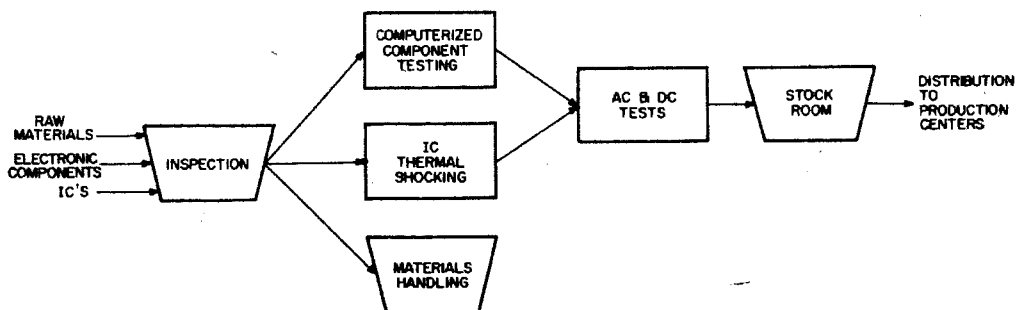 RAW
MATERIALS
ELECTRONIC
COMPONENTS
IC'S
INSPECTION
COMPUTERIZED
COMPONENT
TESTING
IC
THERMAL
SHOCKING
MATERIALS
HANDLING
AC & DC
TESTS
STOCK
ROOM
DISTRIBUTION
TO
PRODUCTION
CENTERS